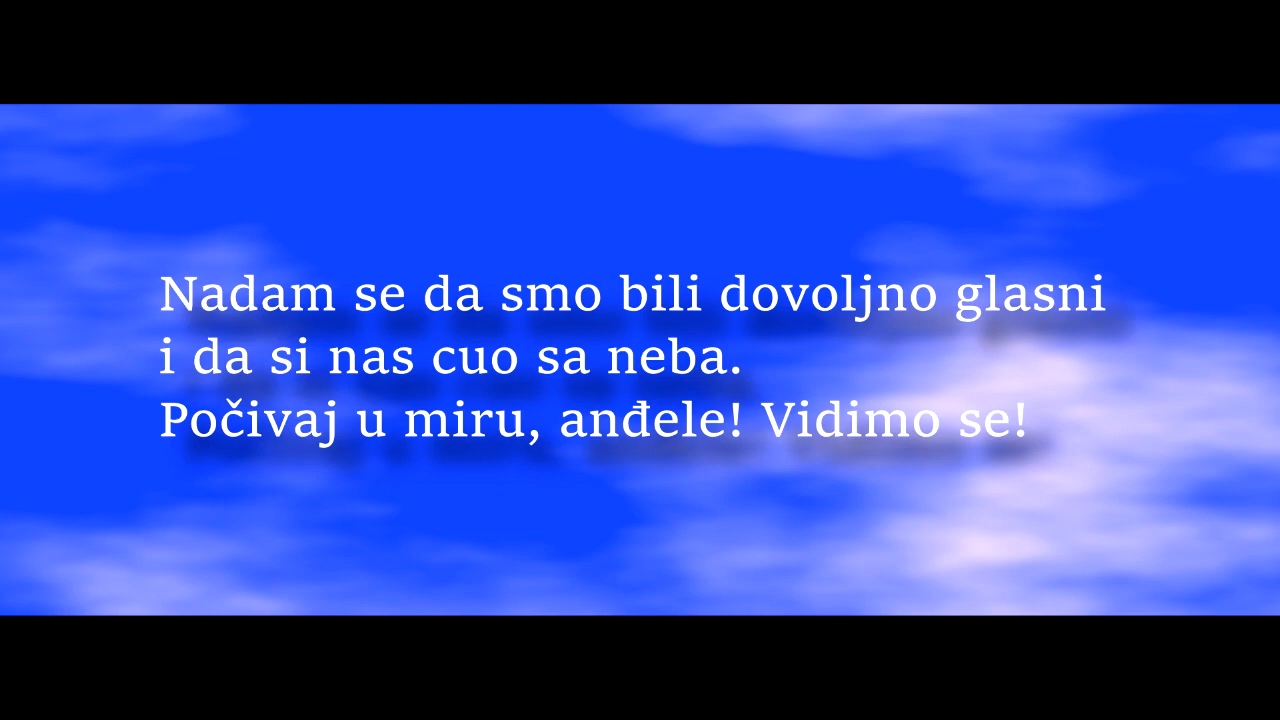 Nadam se da smo bili dovoljno glasni
i da si nas cuo sa neba.
Počivaj u miru, anđele! Vidimo se!